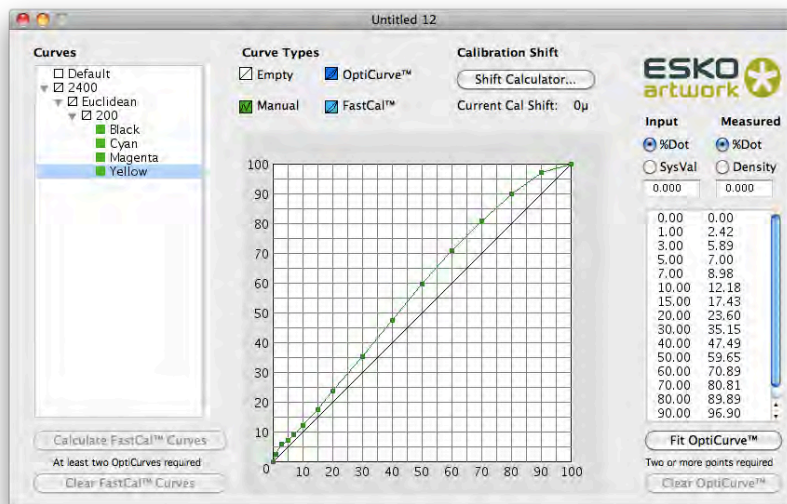 Untitled 12
Curves
Default
2400
Euclidean
200
Black
Cyan
Magenta
Yellow
Calculate FastCal™ Curves
At least two OptiCurves required
Clear FastCal™ Curves
Curve Types
Empty
OptiCurve™
Manual
FastCal™
Calibration Shift
Shift Calculator...
Current Cal Shift: 0µ
100
90
80
70
60
50
40
30
20
10
0 10 20 30 40 50 60 70 80 90 100
ESKO
artwork
Input Measured
%Dot %Dot
SysVal Density
0.000 0.000
0.00 0.00
1.00 2.42
3.00 5.89
5.00 7.00
7.00 8.98
10.00 12.18
15.00 17.43
20.00 23.60
30.00 35.15
40.00 47.49
50.00 59.65
60.00 70.89
70.00 80.81
80.00 89.89
90.00 96.90
Fit OptiCurve™
Two or more points required
Clear OptiCurve™